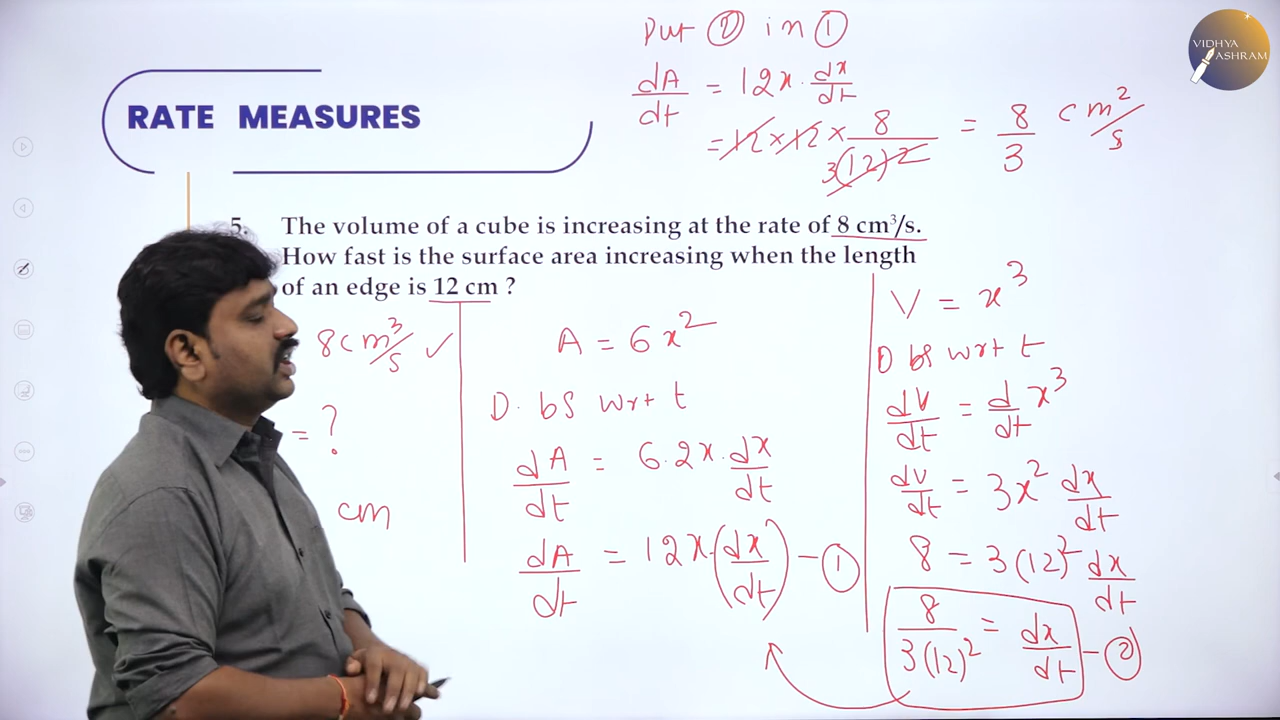 Put ② in ①
dA/dt = 12x · dx/dt
= 12 × 12 × 8/3(12)² = 8/3 cm²/s
VIDHYA ASHRAM
RATE MEASURES
5. The volume of a cube is increasing at the rate of 8 cm³/s.
How fast is the surface area increasing when the length
of an edge is 12 cm ?
8 cm³/s ✓
= ?
cm
A = 6x²
D. bs wrt t
dA/dt = 6.2x. dx/dt
dA/dt = 12x. (dx/dt) – ①
V = x³
D bs wrt t
dV/dt = d/dt x³
dv/dt = 3x² dx/dt
8 = 3(12)² dx/dt
8/3(12)² = dx/dt – ②